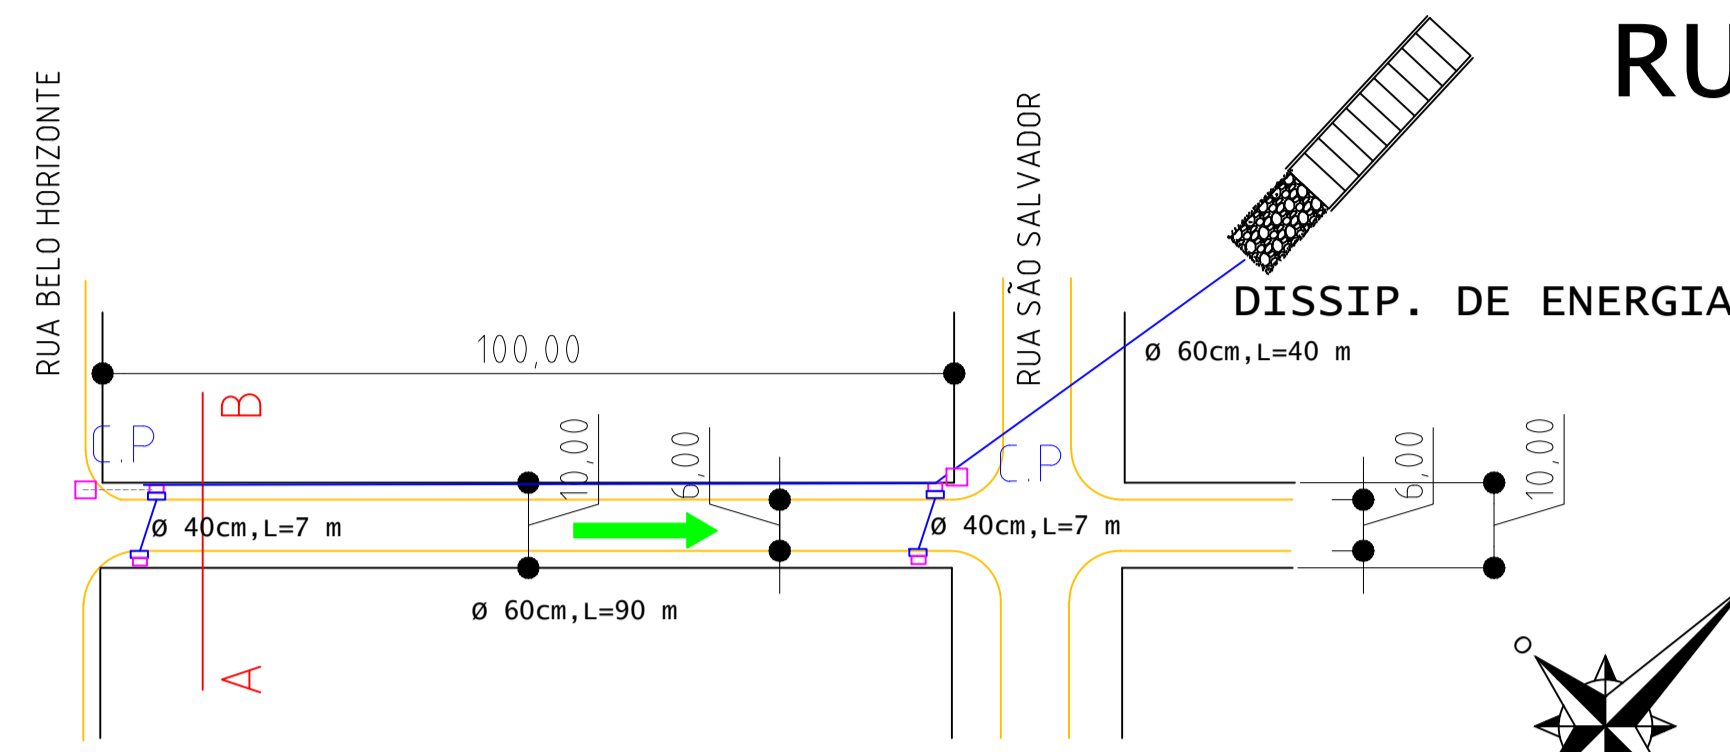 RU
RUA BELO HORIZONTE
RUA SÃO SALVADOR
DISSIP. DE ENERGIA
100,00
Ø 60cm,L=40 m
B
C.P
10,00
6,00
C.P
6,00
10,00
Ø 40cm,L=7 m
Ø 40cm,L=7 m
Ø 60cm,L=90 m
A
O